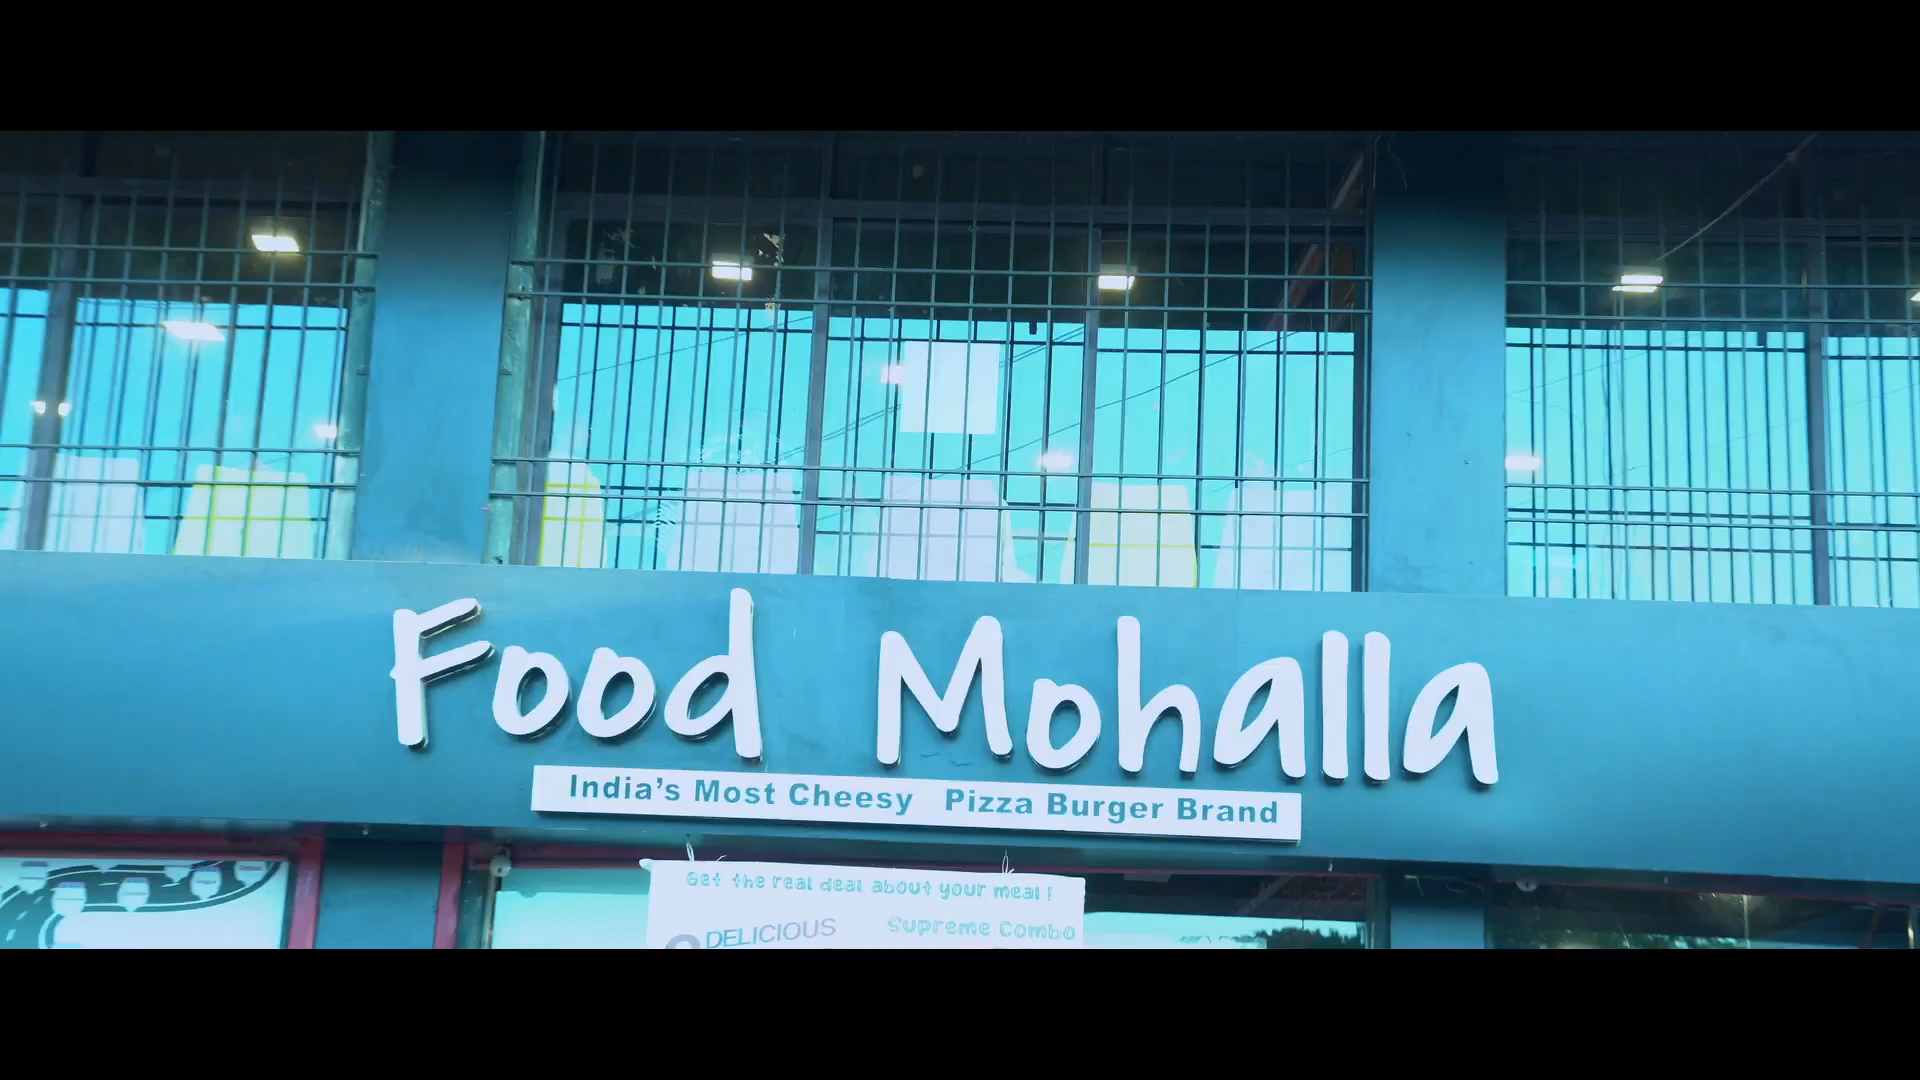 Food Mohalla
India's Most Cheesy Pizza Burger Brand
Get the real deal about your meal !
DELICIOUS
Supreme Combo